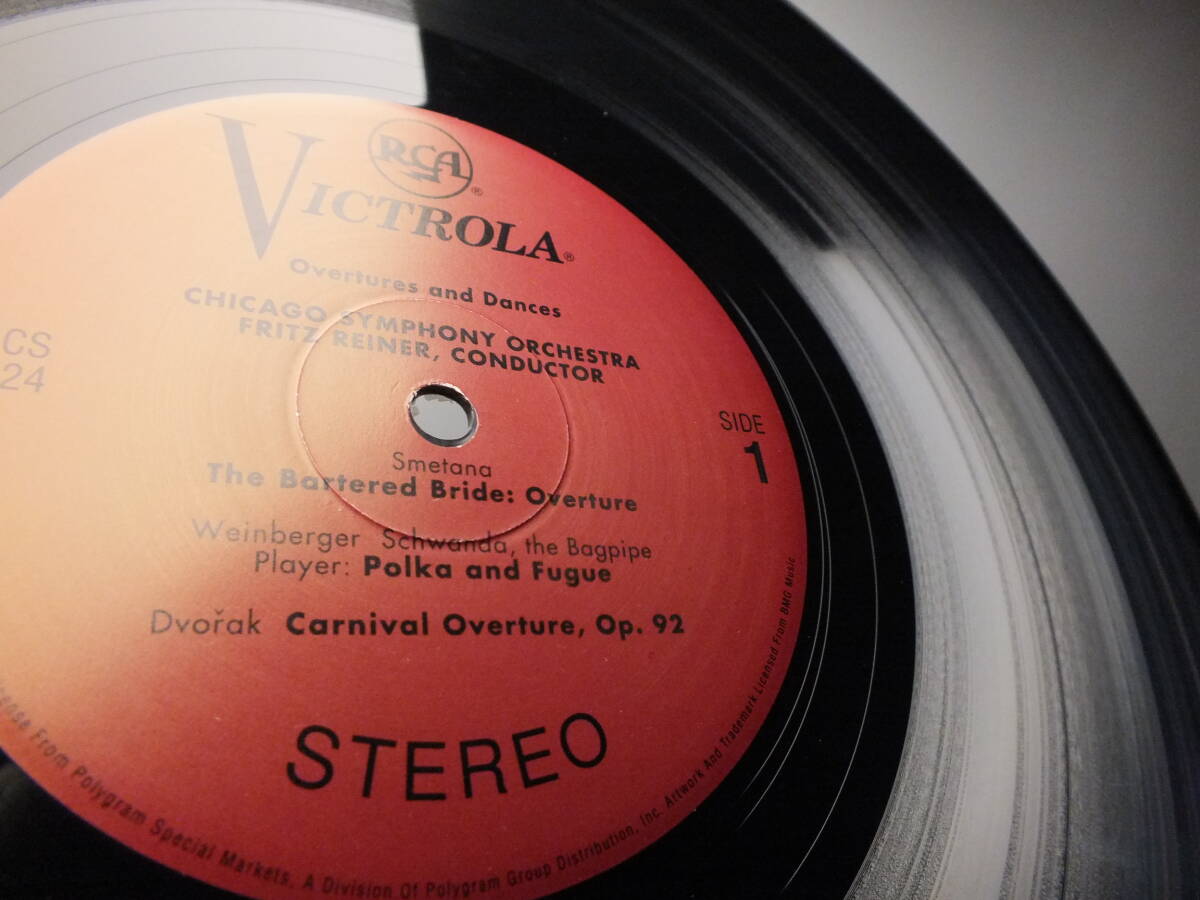 RCA®
VICTROLA®
Overtures and Dances
CHICAGO SYMPHONY ORCHESTRA
FRITZ REINER, CONDUCTOR
CS
24
SIDE
1
Smetana
The Bartered Bride: Overture
Weinberger Schwanda, the Bagpipe
Player: Polka and Fugue
Dvořák Carnival Overture, Op. 92
STEREO
From Polygram Special Markets, A Division Of Polygram Group Distribution, Inc. Artwork And Trademark Licensed From BMG Music